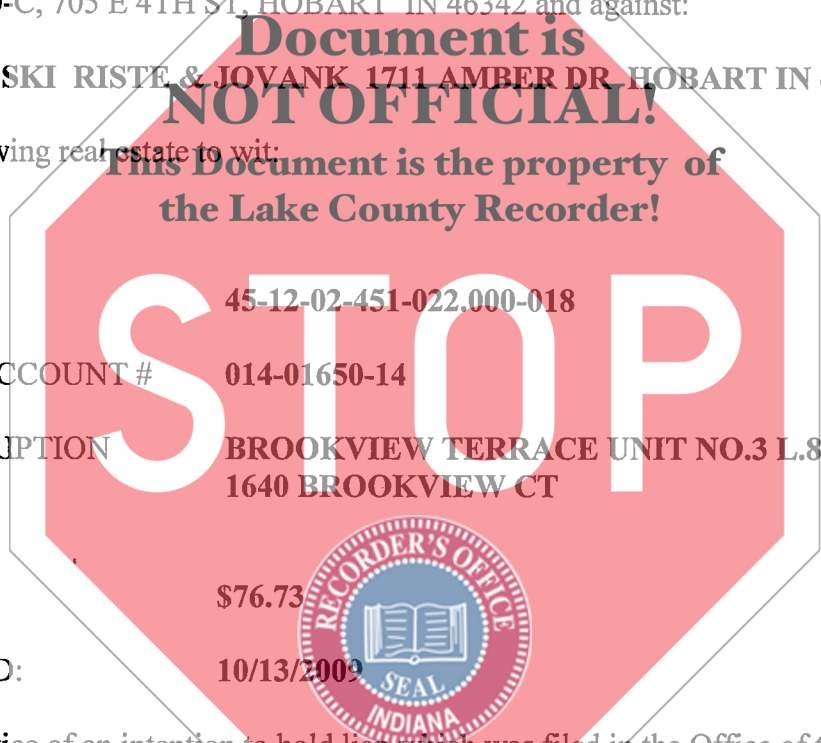 -C, 705 E 4TH ST, HOBART IN 46342 and against:
Document is
SKI RISTE & JOVANK 1711 AMBER DR HOBART IN
NOT OFFICIAL!
ving real estate to wit:
This Document is the property of
the Lake County Recorder!
STOP
45-12-02-451-022.000-018
CCOUNT # 014-01650-14
IPTION BROOKVIEW TERRACE UNIT NO.3 L.8
1640 BROOKVIEW CT
RECORDER'S OFFICE
$76.73
D: 10/13/2009
SEAL
INDIANA
of an intention to hold lien which was filed in the Office of